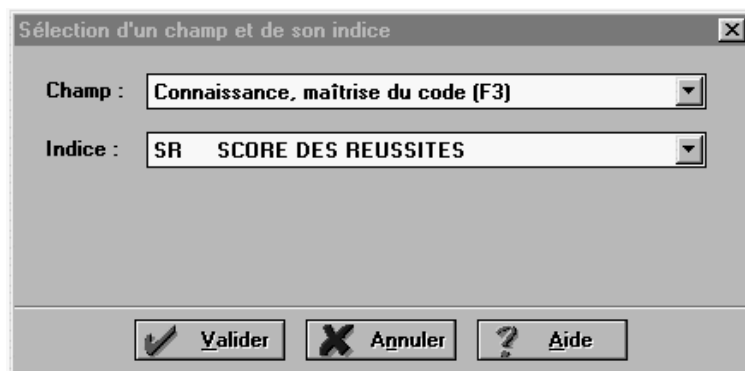 Sélection d'un champ et de son indice
Champ : Connaissance, maîtrise du code (F3)
Indice : SR SCORE DES REUSSITES
Valider Annuler Aide